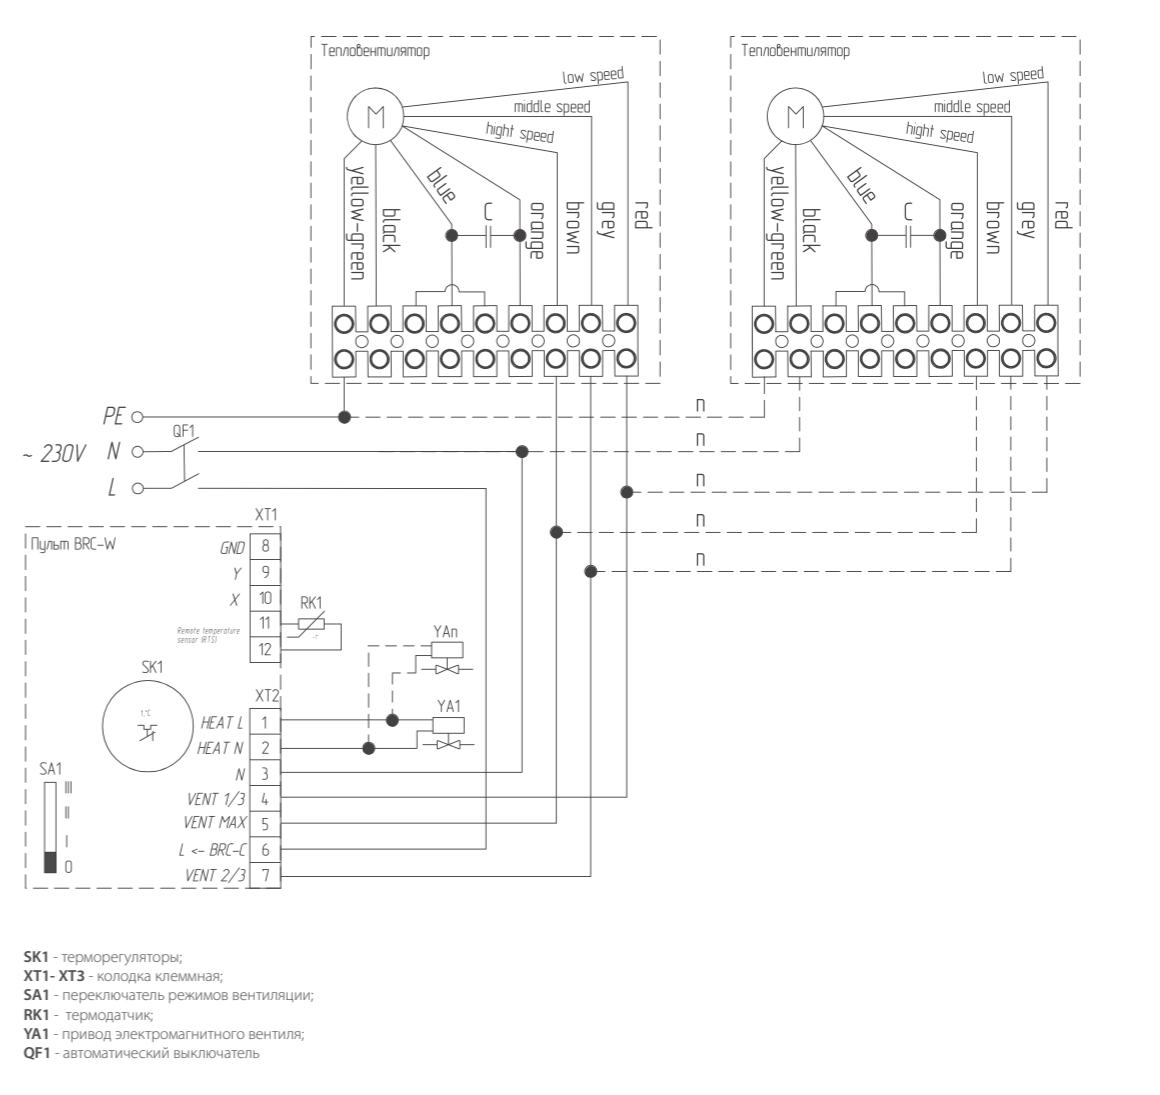 Тепловентилятор
low speed
M
middle speed
hight speed
yellow-green
black
blue
C
orange
brown
grey
red
Тепловентилятор
low speed
M
middle speed
hight speed
yellow-green
black
blue
C
orange
brown
grey
red
PE
n
QF1
~ 230V N
n
L
n
XT1
n
Пульт BRC-W
GND 8
n
Y 9
X 10
RK1
11
Remote temperature
sensor (RTS)
-t°
12
YAn
SK1
XT2
t,°C
YA1
HEAT L 1
HEAT N 2
SA1
N 3
III
VENT 1/3 4
II
VENT MAX 5
I
L <- BRC-C 6
0
VENT 2/3 7
SK1 - терморегуляторы;
XT1- XT3 - колодка клеммная;
SA1 - переключатель режимов вентиляции;
RK1 - термодатчик;
YA1 - привод электромагнитного вентиля;
QF1 - автоматический выключатель